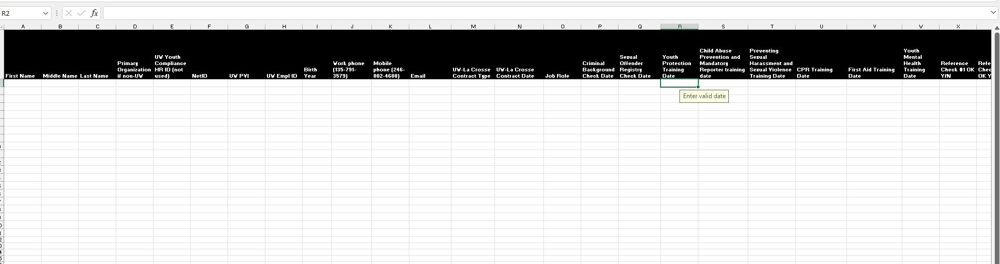 R2
fx
A B C D E F G H I J K L M N O P Q R S T U V W X
First Name
Middle Name
Last Name
Primary
Organization
if non-UW
UW Youth
Compliance
HR ID (not
used)
NetID
UW PVI
UW Empl ID
Birth
Year
Work phone
(135-791-
3579)
Mobile
phone (246-
802-4680)
Email
UW-La Crosse
Contract Type
UW-La Crosse
Contract Date
Job Role
Criminal
Background
Check Date
Sexual
Offender
Registry
Check Date
Youth
Protection
Training
Date
Child Abuse
Prevention and
Mandatory
Reporter training
date
Preventing
Sexual
Harassment and
Sexual Violence
Training Date
CPR Training
Date
First Aid Training
Date
Youth
Mental
Health
Training
Date
Reference
Check #1 OK
Y/N
Refe
Chec
OK Y
Enter valid date